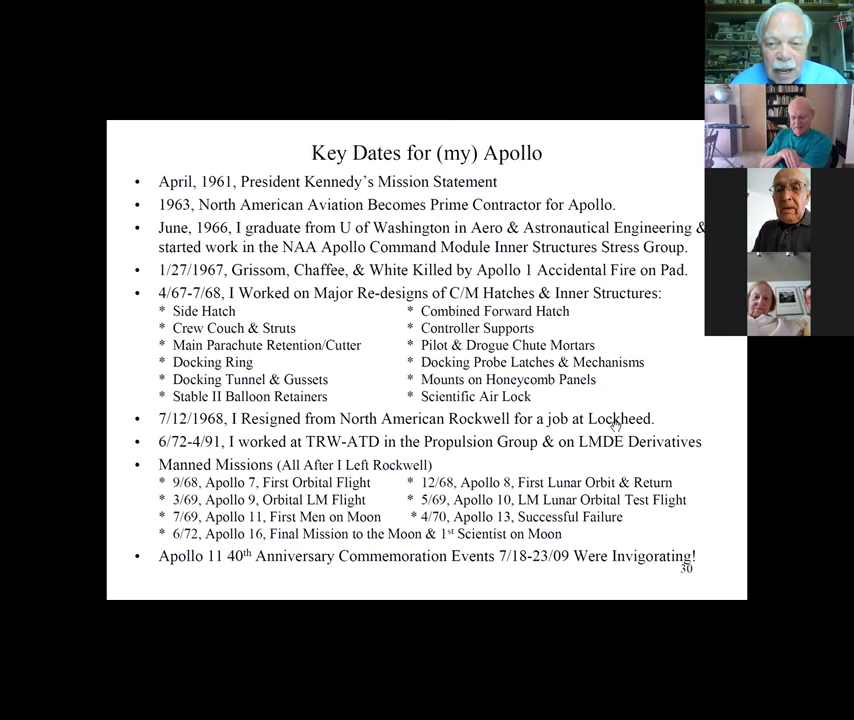 Key Dates for (my) Apollo
• April, 1961, President Kennedy's Mission Statement
• 1963, North American Aviation Becomes Prime Contractor for Apollo.
• June, 1966, I graduate from U of Washington in Aero & Astronautical Engineering &
started work in the NAA Apollo Command Module Inner Structures Stress Group.
• 1/27/1967, Grissom, Chaffee, & White Killed by Apollo 1 Accidental Fire on Pad.
• 4/67-7/68, I Worked on Major Re-designs of C/M Hatches & Inner Structures:
* Side Hatch * Combined Forward Hatch
* Crew Couch & Struts * Controller Supports
* Main Parachute Retention/Cutter * Pilot & Drogue Chute Mortars
* Docking Ring * Docking Probe Latches & Mechanisms
* Docking Tunnel & Gussets * Mounts on Honeycomb Panels
* Stable II Balloon Retainers * Scientific Air Lock
• 7/12/1968, I Resigned from North American Rockwell for a job at Lockheed.
• 6/72-4/91, I worked at TRW-ATD in the Propulsion Group & on LMDE Derivatives
• Manned Missions (All After I Left Rockwell)
* 9/68, Apollo 7, First Orbital Flight * 12/68, Apollo 8, First Lunar Orbit & Return
* 3/69, Apollo 9, Orbital LM Flight * 5/69, Apollo 10, LM Lunar Orbital Test Flight
* 7/69, Apollo 11, First Men on Moon * 4/70, Apollo 13, Successful Failure
* 6/72, Apollo 16, Final Mission to the Moon & 1st Scientist on Moon
• Apollo 11 40th Anniversary Commemoration Events 7/18-23/09 Were Invigorating!
30